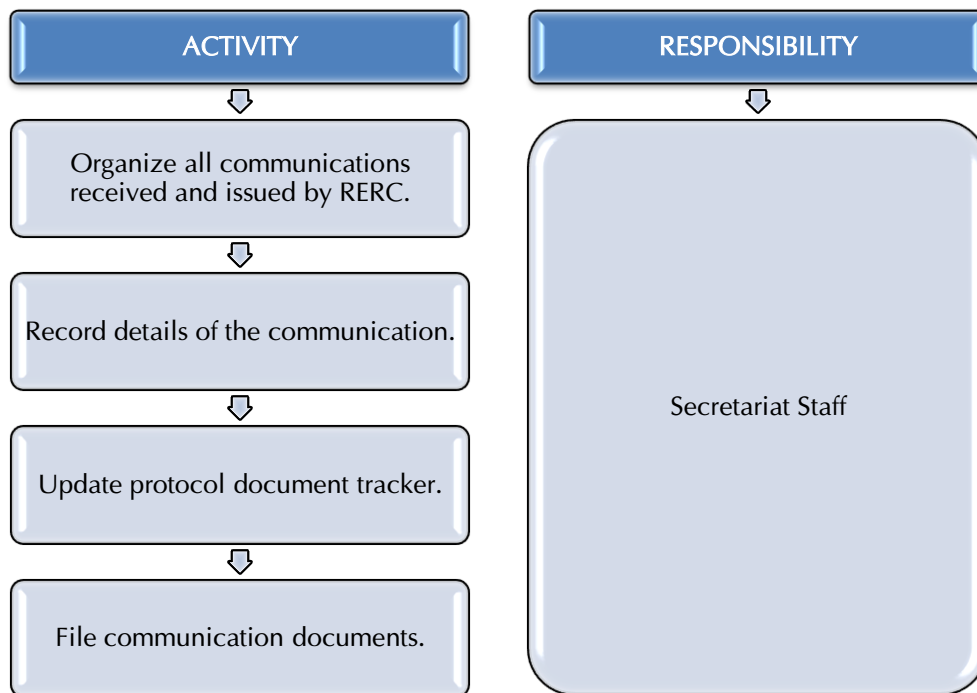 ACTIVITY
Organize all communications
received and issued by RERC.
Record details of the communication.
Update protocol document tracker.
File communication documents.
RESPONSIBILITY
Secretariat Staff